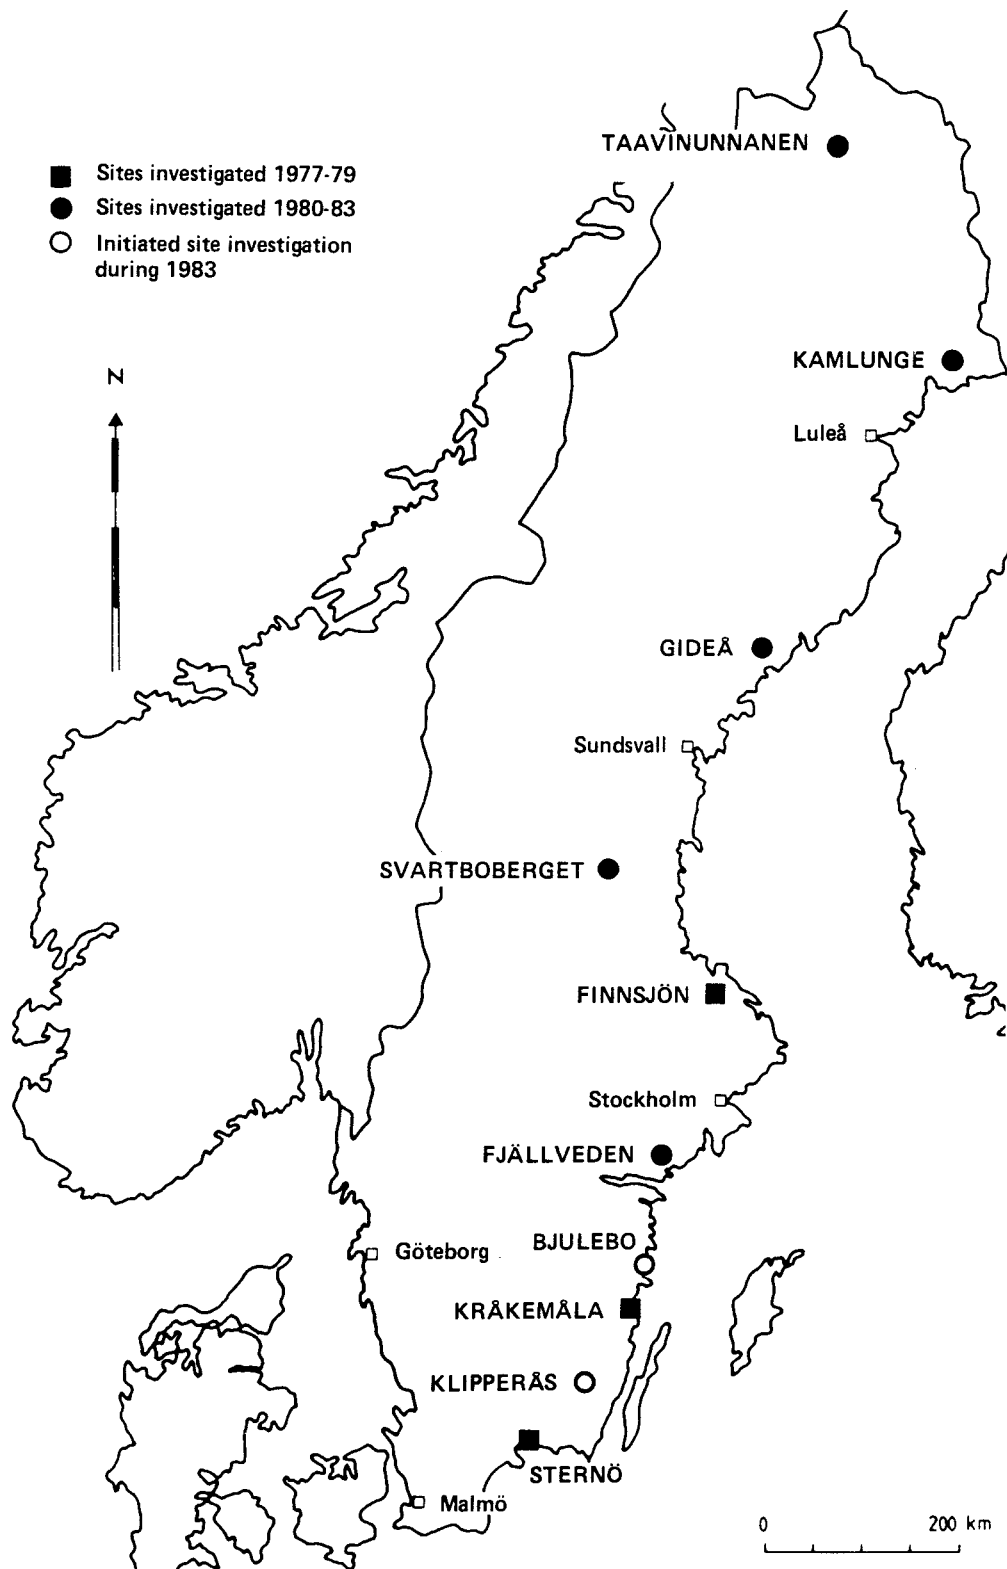 TAAVINUNNANEN
Sites investigated 1977-79
Sites investigated 1980-83
Initiated site investigation
during 1983
N
KAMLUNGE
Luleå
GIDEÅ
Sundsvall
SVARTBOBERGET
FINNSJÖN
Stockholm
FJÄLLVEDEN
BJULEBO
Göteborg
KRÅKEMÅLA
KLIPPERÅS
STERNÖ
Malmö
0 200 km